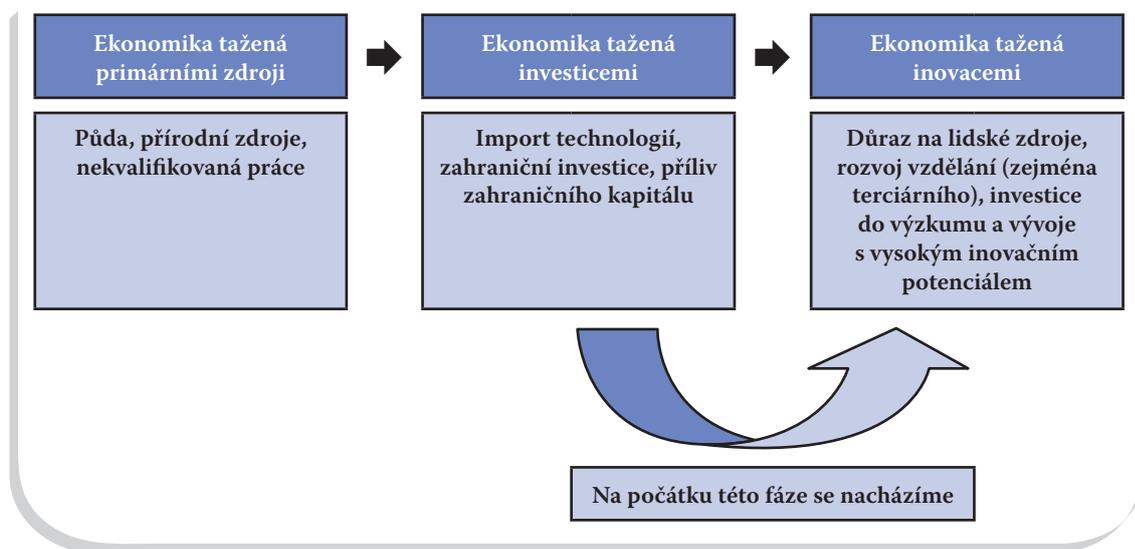 Ekonomika tažená
primárními zdroji
Ekonomika tažená
investicemi
Ekonomika tažená
inovacemi
Půda, přírodní zdroje,
nekvalifikovaná práce
Import technologií,
zahraniční investice, příliv
zahraničního kapitálu
Důraz na lidské zdroje,
rozvoj vzdělání (zejména
terciárního), investice
do výzkumu a vývoje
s vysokým inovačním
potenciálem
Na počátku této fáze se nacházíme